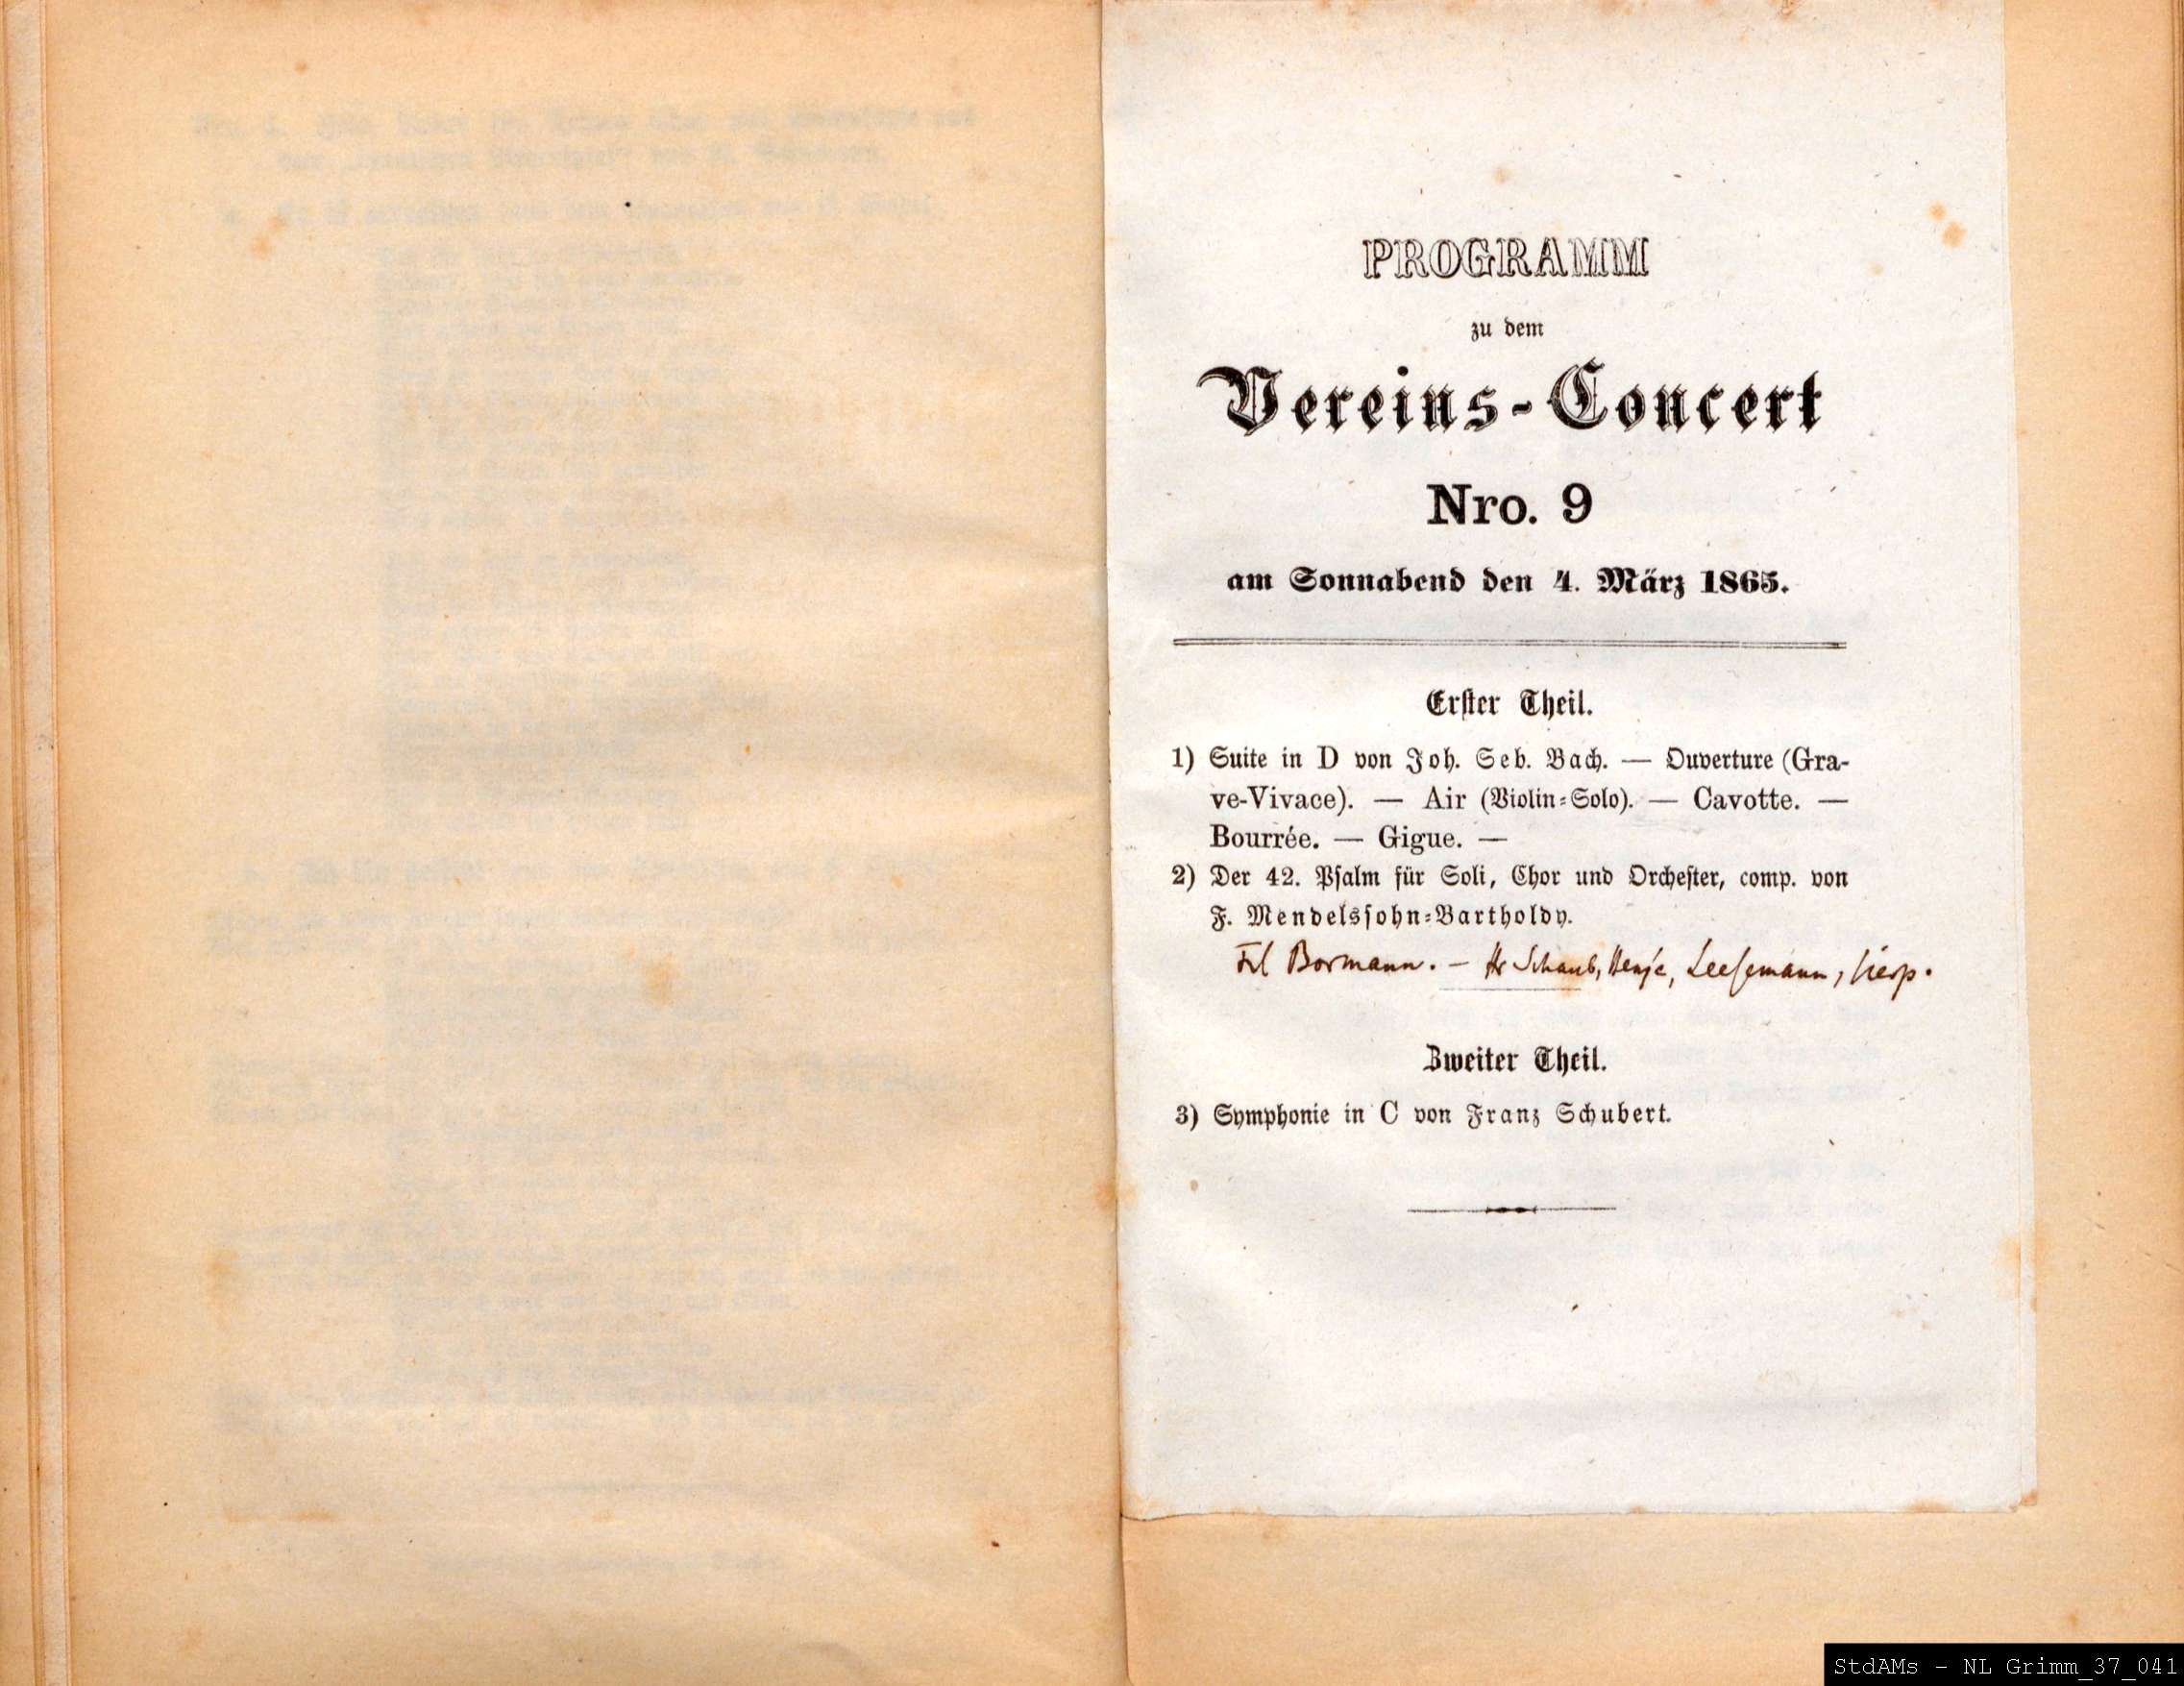 PROGRAMM
zu dem
Vereins-Concert
Nro. 9
am Sonnabend den 4. März 1865.
Erster Theil.
1) Suite in D von Joh. Seb. Bach. — Ouverture (Gra-
ve-Vivace). — Air (Violin-Solo). — Cavotte. —
Bourrée. — Gigue. —
2) Der 42. Psalm für Soli, Chor und Orchester, comp. von
F. Mendelssohn-Bartholdy.
Frl Bormann. – Hr Schaub, Leesemann,
Zweiter Theil.
3) Symphonie in C von Franz Schubert.
StdAMs - NL Grimm_37_041